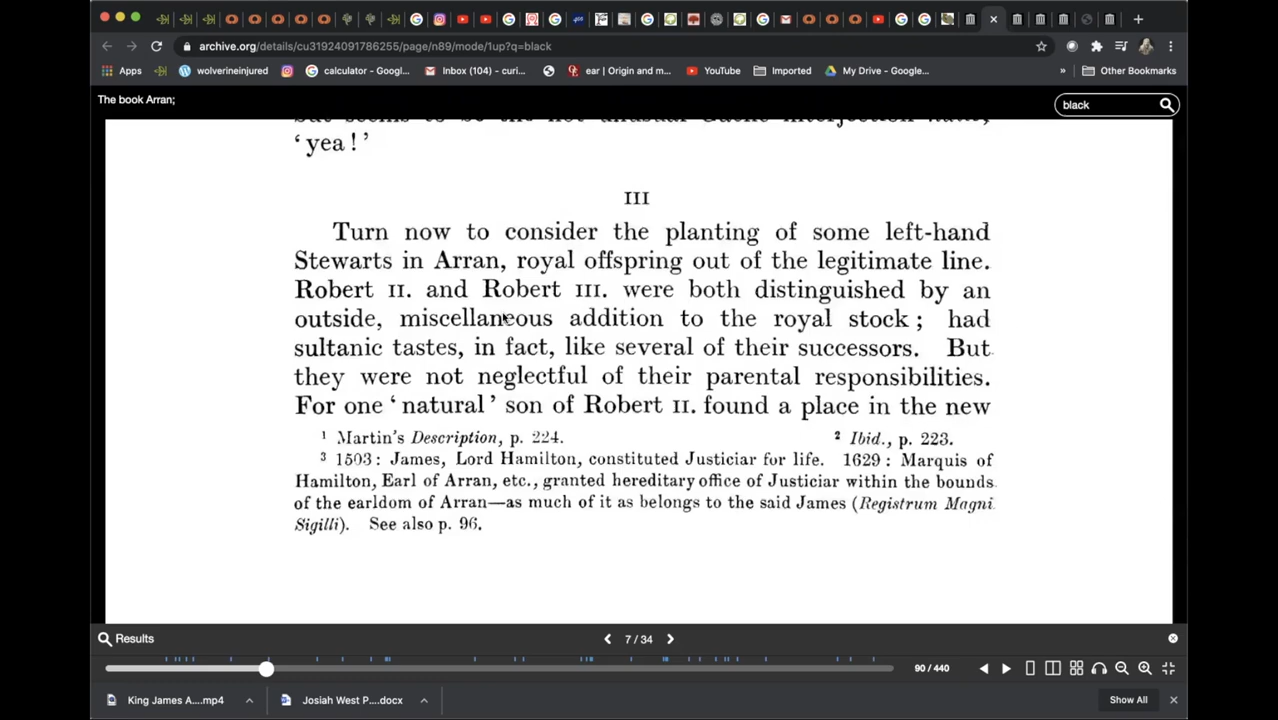 archive.org/details/cu31924091786255/page/n89/mode/1up?q=black
Apps
wolverineinjured
calculator - Googl...
Inbox (104) - curi...
ear | Origin and m...
YouTube
Imported
My Drive - Google...
»
Other Bookmarks
The book Arran;
black
' yea ! '
III
Turn now to consider the planting of some left-hand
Stewarts in Arran, royal offspring out of the legitimate line.
Robert II. and Robert III. were both distinguished by an
outside, miscellaneous addition to the royal stock ; had
sultanic tastes, in fact, like several of their successors. But
they were not neglectful of their parental responsibilities.
For one ' natural ' son of Robert II. found a place in the new
1 Martin's Description, p. 224. 2 Ibid., p. 223.
3 1503 : James, Lord Hamilton, constituted Justiciar for life. 1629 : Marquis of
Hamilton, Earl of Arran, etc., granted hereditary office of Justiciar within the bounds
of the earldom of Arran—as much of it as belongs to the said James (Registrum Magni
Sigilli). See also p. 96.
Results
7 / 34
90 / 440
King James A....mp4
Josiah West P....docx
Show All